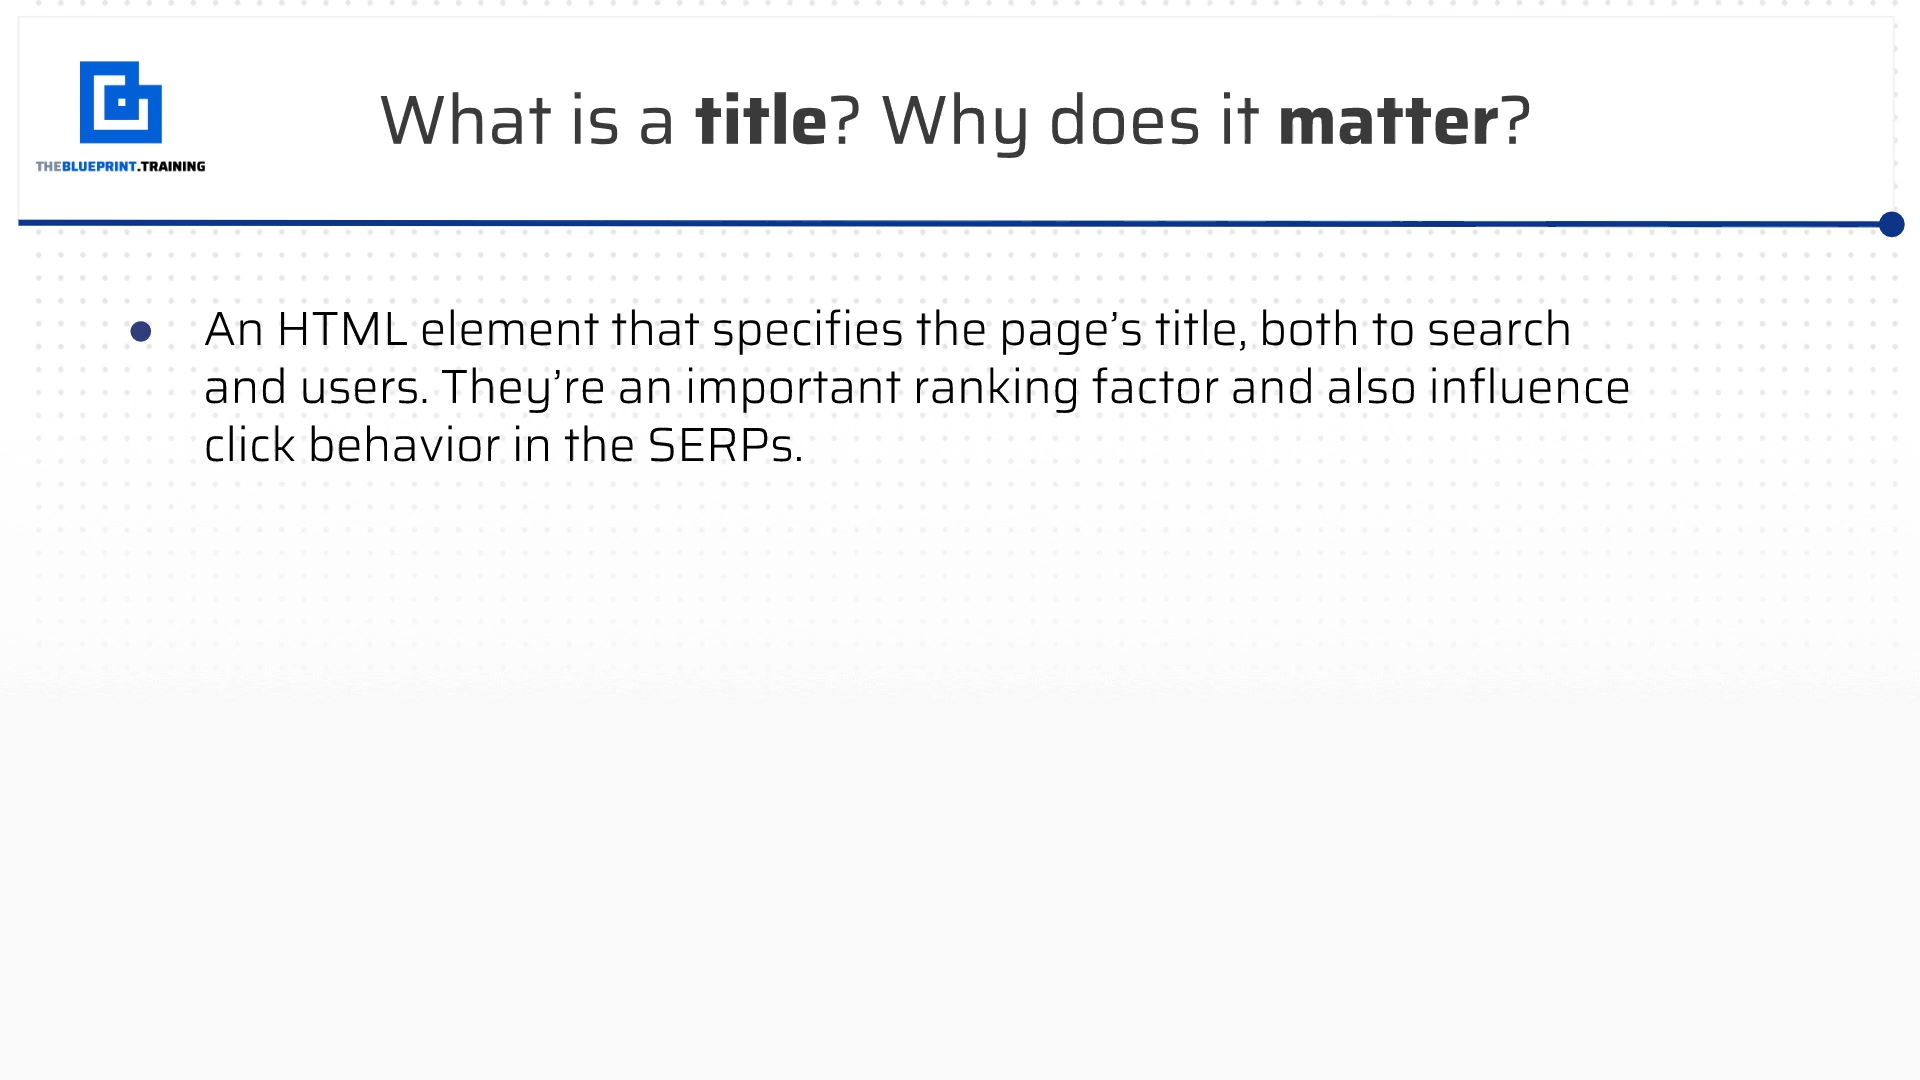 THEBLUEPRINT.TRAINING
What is a title? Why does it matter?
● An HTML element that specifies the page’s title, both to search
and users. They’re an important ranking factor and also influence
click behavior in the SERPs.